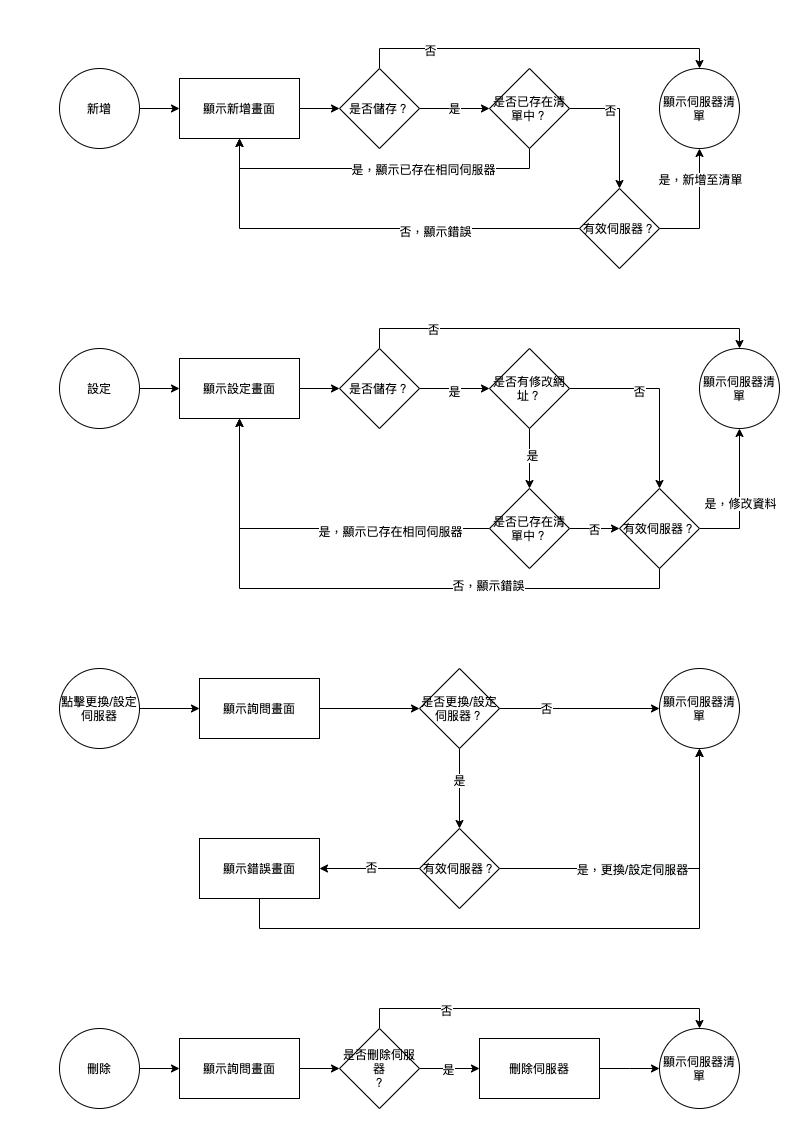 否
新增
顯示新增畫面
是否儲存？
是
是否已存在清
單中？
否
顯示伺服器清
單
是，顯示已存在相同伺服器
是，新增至清單
否，顯示錯誤
有效伺服器？
否
設定
顯示設定畫面
是否儲存？
是
是否有修改網
址？
否
顯示伺服器清
單
是
是，修改資料
是，顯示已存在相同伺服器
是否已存在清
單中？
否
有效伺服器？
否，顯示錯誤
點擊更換/設定
伺服器
顯示詢問畫面
是否更換/設定
伺服器？
否
顯示伺服器清
單
是
顯示錯誤畫面
否
有效伺服器？
是，更換/設定伺服器
否
刪除
顯示詢問畫面
是否刪除伺服
器
？
是
刪除伺服器
顯示伺服器清
單